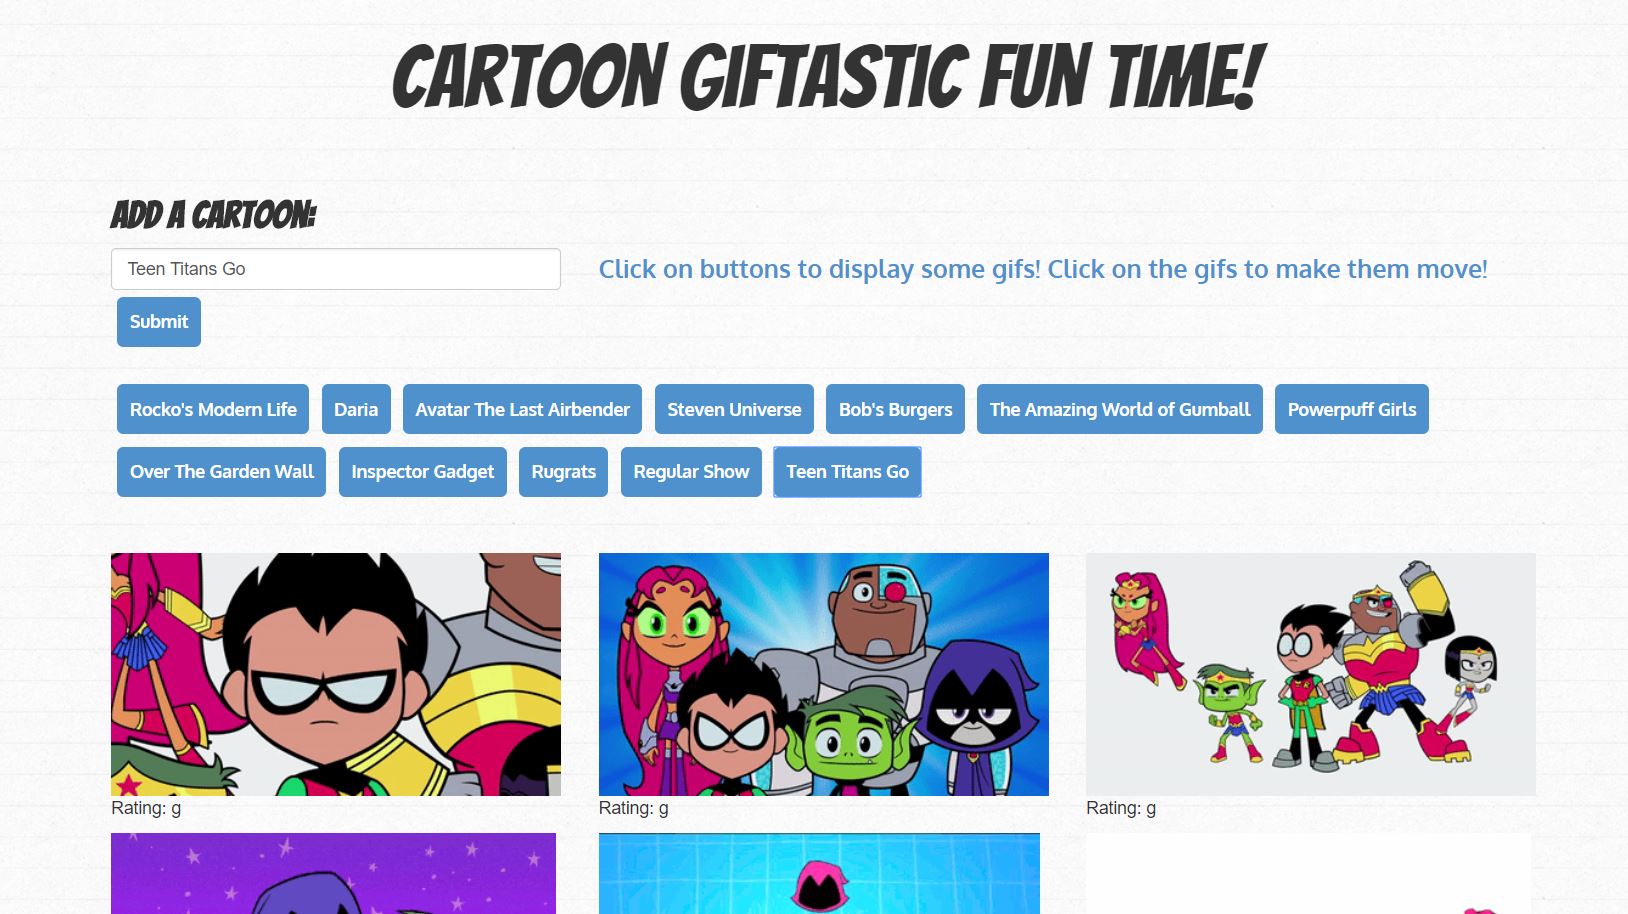 CARTOON GIFTASTIC FUN TIME!
ADD A CARTOON:
Teen Titans Go
Click on buttons to display some gifs! Click on the gifs to make them move!
Submit
Rocko's Modern Life Daria Avatar The Last Airbender Steven Universe Bob's Burgers The Amazing World of Gumball Powerpuff Girls
Over The Garden Wall Inspector Gadget Rugrats Regular Show Teen Titans Go
Rating: g Rating: g Rating: g